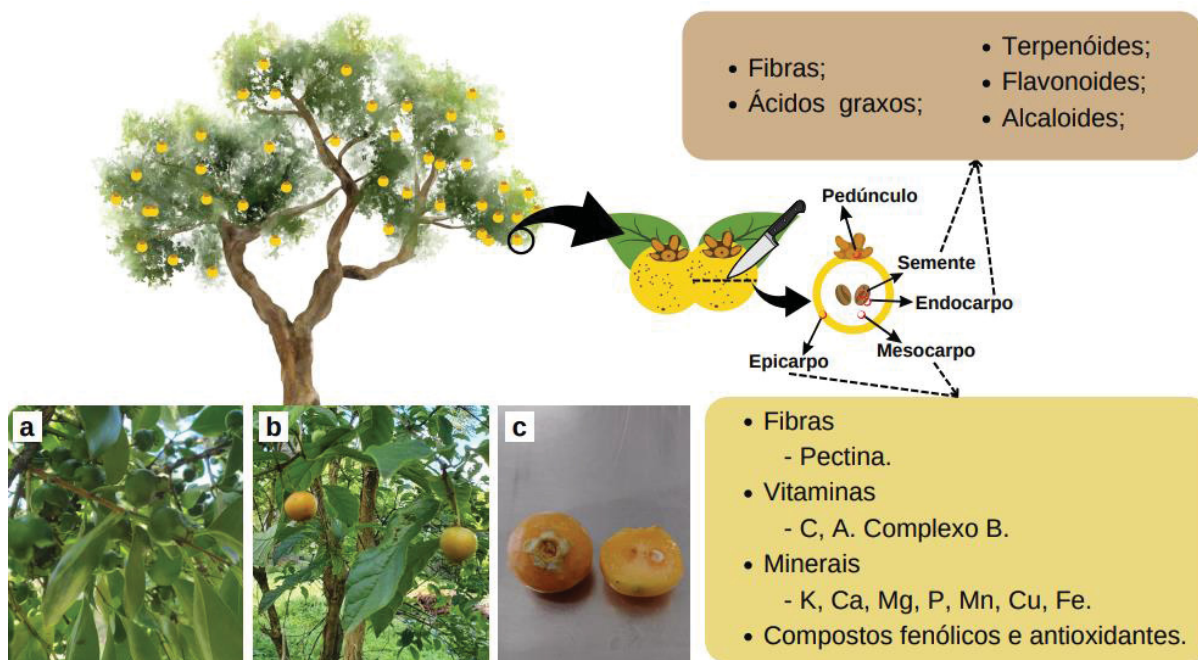 • Fibras;
• Ácidos graxos;
• Terpenóides;
• Flavonoides;
• Alcaloides;
Pedúnculo
Semente
Endocarpo
Mesocarpo
Epicarpo
a
b
c
• Fibras
- Pectina.
• Vitaminas
- C, A. Complexo B.
• Minerais
- K, Ca, Mg, P, Mn, Cu, Fe.
• Compostos fenólicos e antioxidantes.